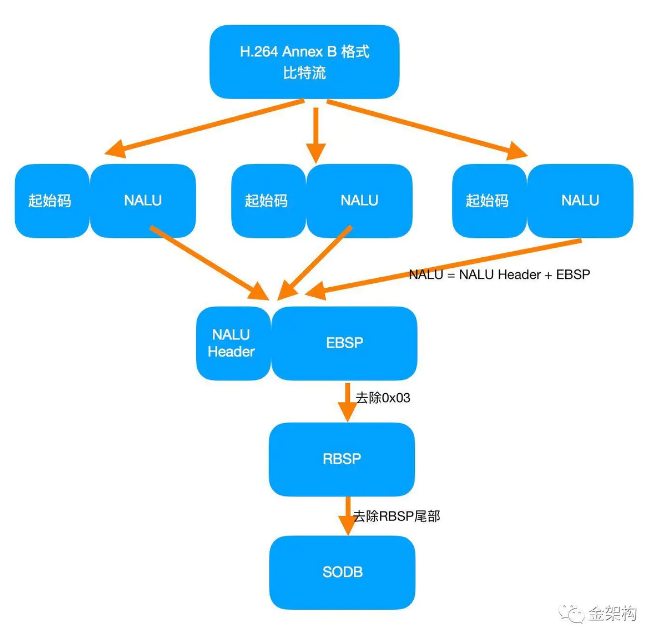 H.264 Annex B 格式
比特流
起始码
NALU
起始码
NALU
起始码
NALU
NALU = NALU Header + EBSP
NALU
Header
EBSP
去除0x03
RBSP
去除RBSP尾部
SODB
金架构